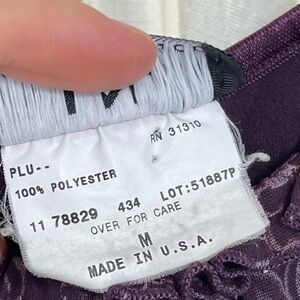 RN 31310
PLU--
100% POLYESTER
11 78829 434 LOT:51887P
OVER FOR CARE
M
MADE IN U.S.A.